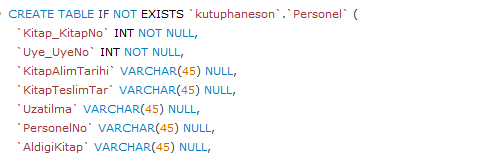 CREATE TABLE IF NOT EXISTS `kutuphaneson`.`Personel` (
`Kitap_KitapNo` INT NOT NULL,
`Uye_UyeNo` INT NOT NULL,
`KitapAlimTarihi` VARCHAR(45) NULL,
`KitapTeslimTar` VARCHAR(45) NULL,
`Uzatilma` VARCHAR(45) NULL,
`PersonelNo` VARCHAR(45) NULL,
`AldigiKitap` VARCHAR(45) NULL,